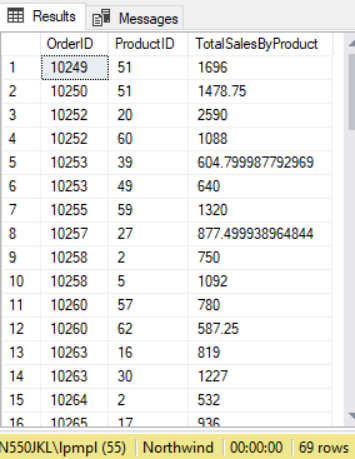 Results Messages
OrderID ProductID TotalSalesByProduct
1 10249 51 1696
2 10250 51 1478.75
3 10252 20 2590
4 10252 60 1088
5 10253 39 604.799987792969
6 10253 49 640
7 10255 59 1320
8 10257 27 877.499938964844
9 10258 2 750
10 10258 5 1092
11 10260 57 780
12 10260 62 587.25
13 10263 16 819
14 10263 30 1227
15 10264 2 532
16 10265 17 936
N550JKL\lpmpl (55) Northwind 00:00:00 69 rows